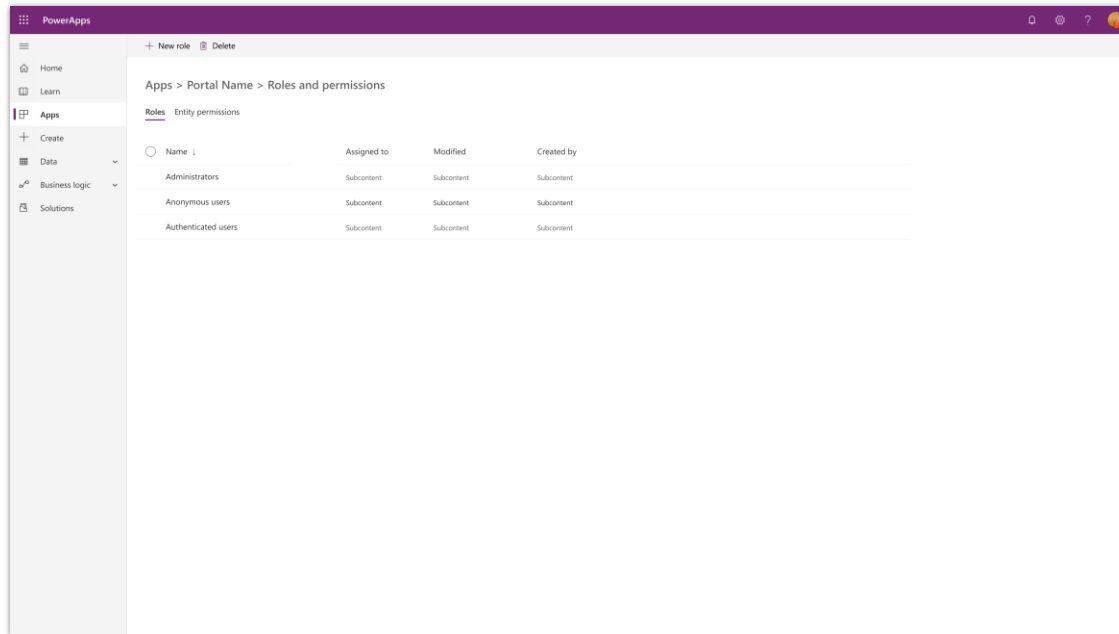 PowerApps
?
New role Delete
Home
Learn
Apps
Create
Data
Business logic
Solutions
Apps > Portal Name > Roles and permissions
Roles Entity permissions
Name ↓ Assigned to Modified Created by
Administrators Subcontent Subcontent Subcontent
Anonymous users Subcontent Subcontent Subcontent
Authenticated users Subcontent Subcontent Subcontent